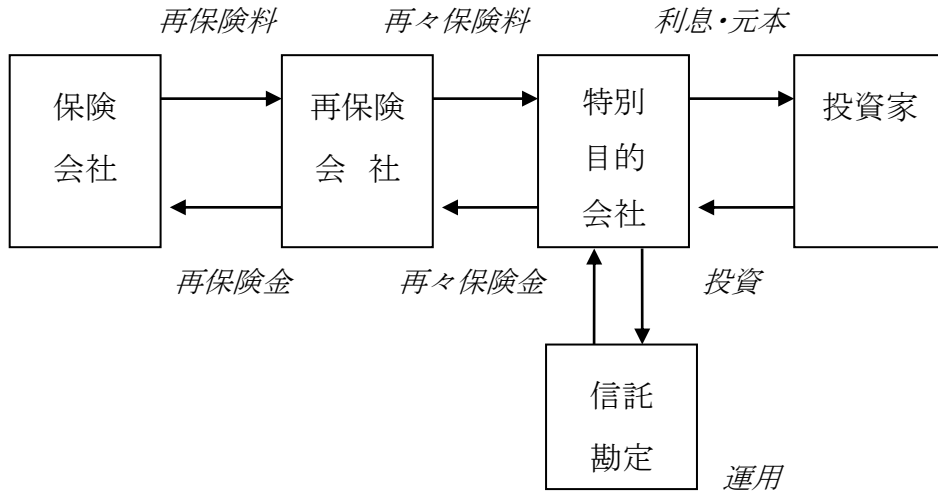 再保険料 再々保険料 利息・元本
保険
会社
再保険
会 社
特別
目的
会社
投資家
再保険金 再々保険金 投資
信託
勘定
運用